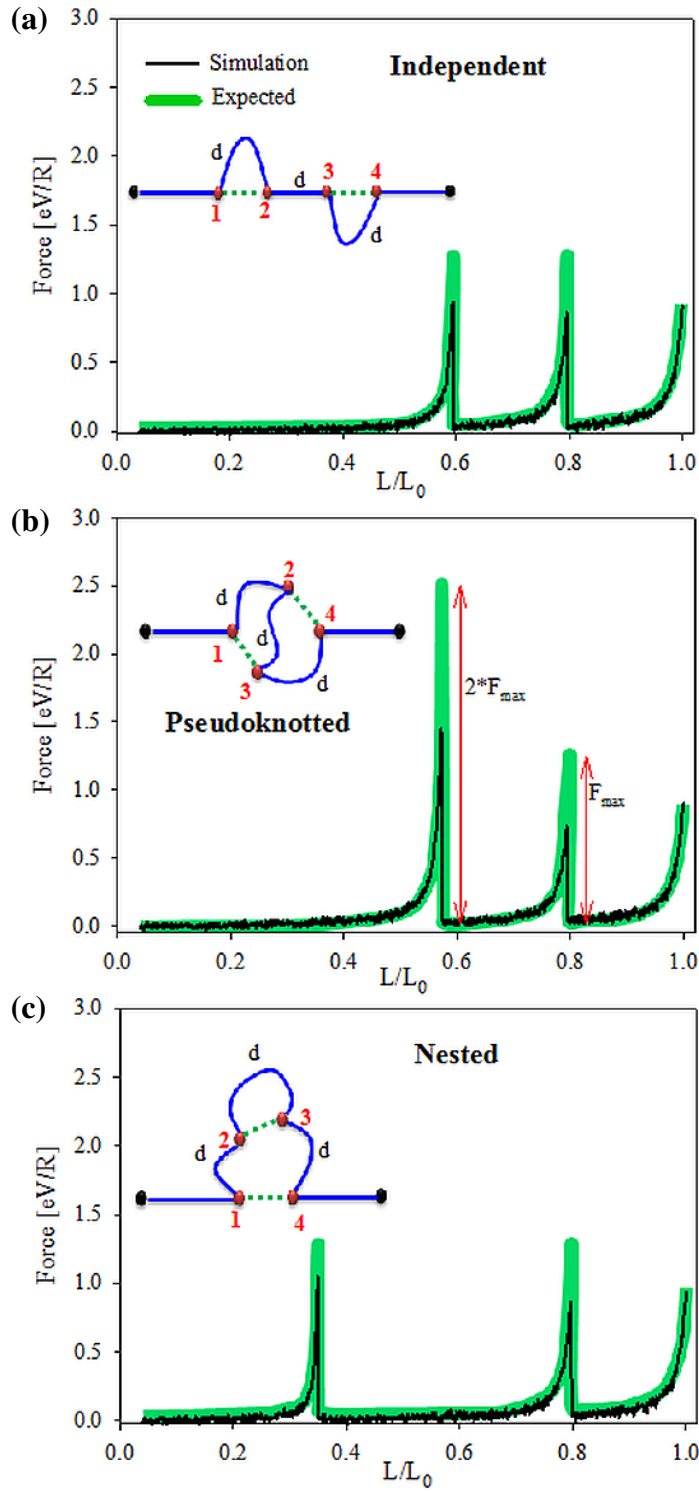 (a)
3.0
2.5
2.0
1.5
1.0
0.5
0.0
Force [eV/R]
Simulation
Expected
Independent
d
d
d
1
2
3
4
0.0 0.2 0.4 0.6 0.8 1.0
L/L0
(b)
3.0
2.5
2.0
1.5
1.0
0.5
0.0
Force [eV/R]
d
d
d
1
2
3
4
Pseudoknotted
2*Fmax
Fmax
0.0 0.2 0.4 0.6 0.8 1.0
L/L0
(c)
3.0
2.5
2.0
1.5
1.0
0.5
0.0
Force [eV/R]
Nested
d
d
d
1
2
3
4
0.0 0.2 0.4 0.6 0.8 1.0
L/L0